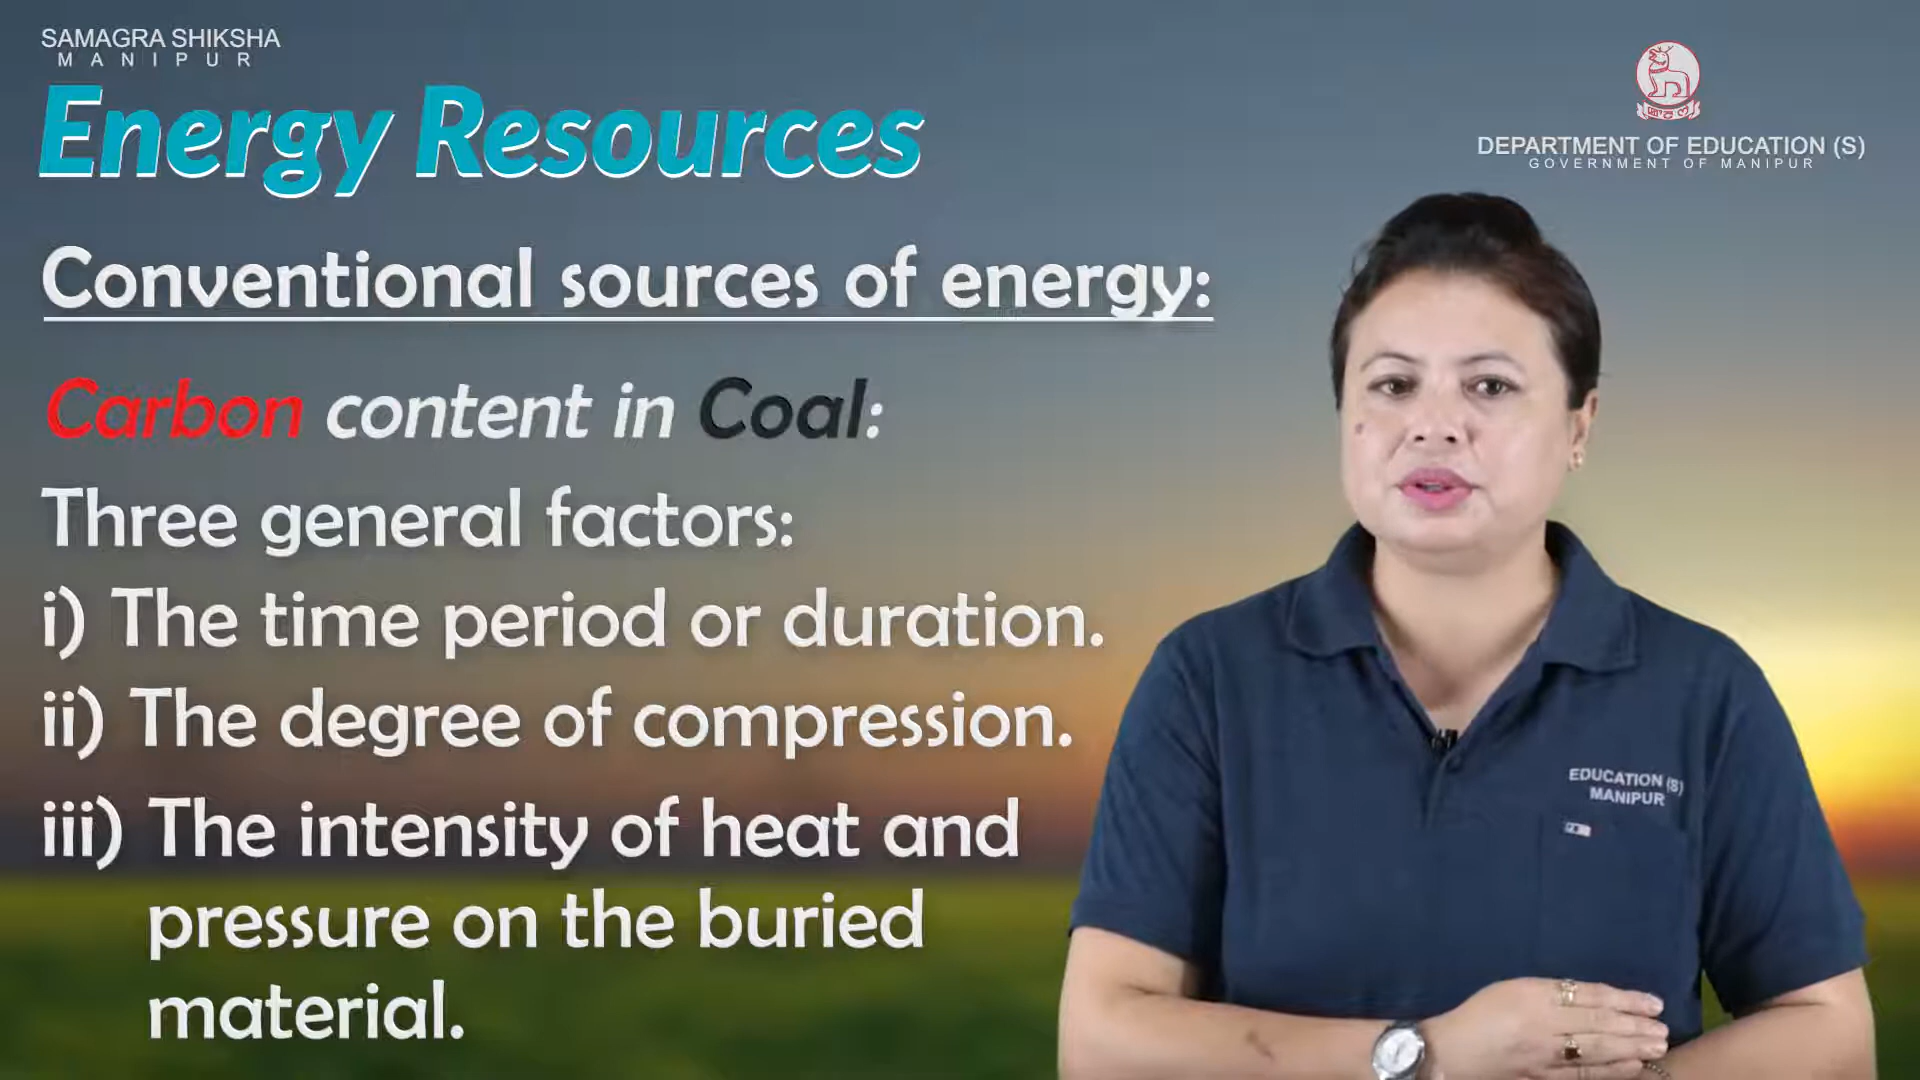 SAMAGRA SHIKSHA
MANIPUR
Energy Resources
DEPARTMENT OF EDUCATION (S)
GOVERNMENT OF MANIPUR
Conventional sources of energy:
Carbon content in Coal:
Three general factors:
i) The time period or duration.
ii) The degree of compression.
iii) The intensity of heat and
pressure on the buried
material.
EDUCATION (S)
MANIPUR